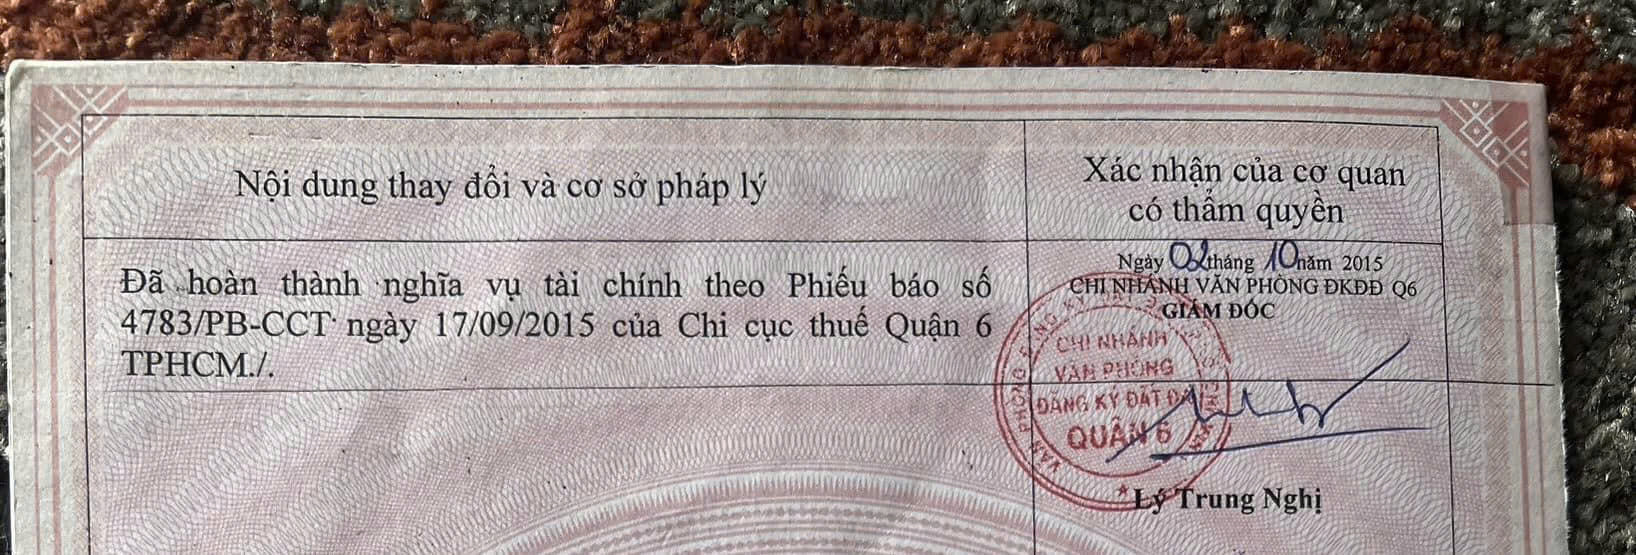 Nội dung thay đổi và cơ sở pháp lý
Xác nhận của cơ quan
có thẩm quyền
Đã hoàn thành nghĩa vụ tài chính theo Phiếu báo số
4783/PB-CCT ngày 17/09/2015 của Chi cục thuế Quận 6
TPHCM./.
Ngày 02 tháng 10 năm 2015
CHI NHÁNH VĂN PHÒNG ĐKĐĐ Q6
GIÁM ĐỐC
CHI NHÁNH
VĂN PHÒNG
ĐĂNG KÝ ĐẤT ĐAI
QUẬN 6
Lý Trung Nghị